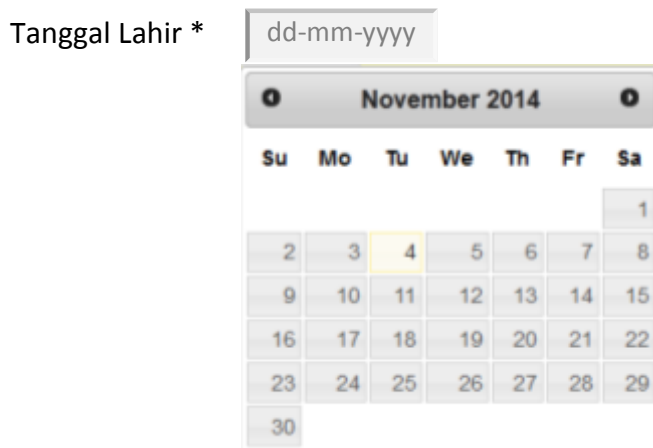 Tanggal Lahir * dd-mm-yyyy
November 2014
Su Mo Tu We Th Fr Sa
1
2 3 4 5 6 7 8
9 10 11 12 13 14 15
16 17 18 19 20 21 22
23 24 25 26 27 28 29
30